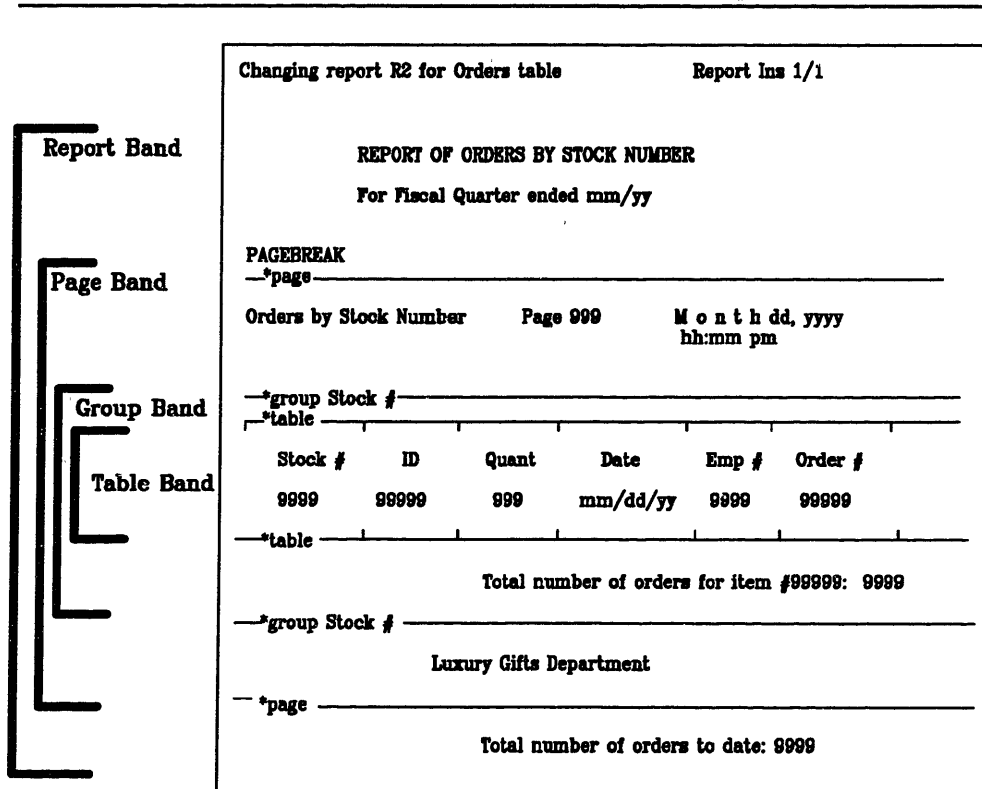 Changing report R2 for Orders table Report Ins 1/1
Report Band
REPORT OF ORDERS BY STOCK NUMBER
For Fiscal Quarter ended mm/yy
PAGEBREAK
*page
Page Band
Orders by Stock Number Page 999 M o n t h dd, yyyy
hh:mm pm
*group Stock #
Group Band
*table
Stock # ID Quant Date Emp # Order #
Table Band
9999 99999 999 mm/dd/yy 9999 99999
*table
Total number of orders for item #99999: 9999
*group Stock #
Luxury Gifts Department
*page
Total number of orders to date: 9999